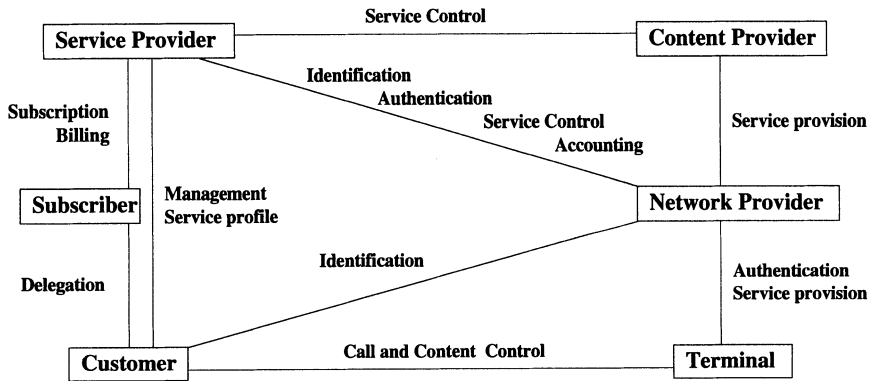 Service Control
Service Provider
Content Provider
Identification
Authentication
Service Control
Accounting
Subscription
Billing
Service provision
Subscriber
Management
Service profile
Network Provider
Identification
Delegation
Authentication
Service provision
Customer
Call and Content Control
Terminal